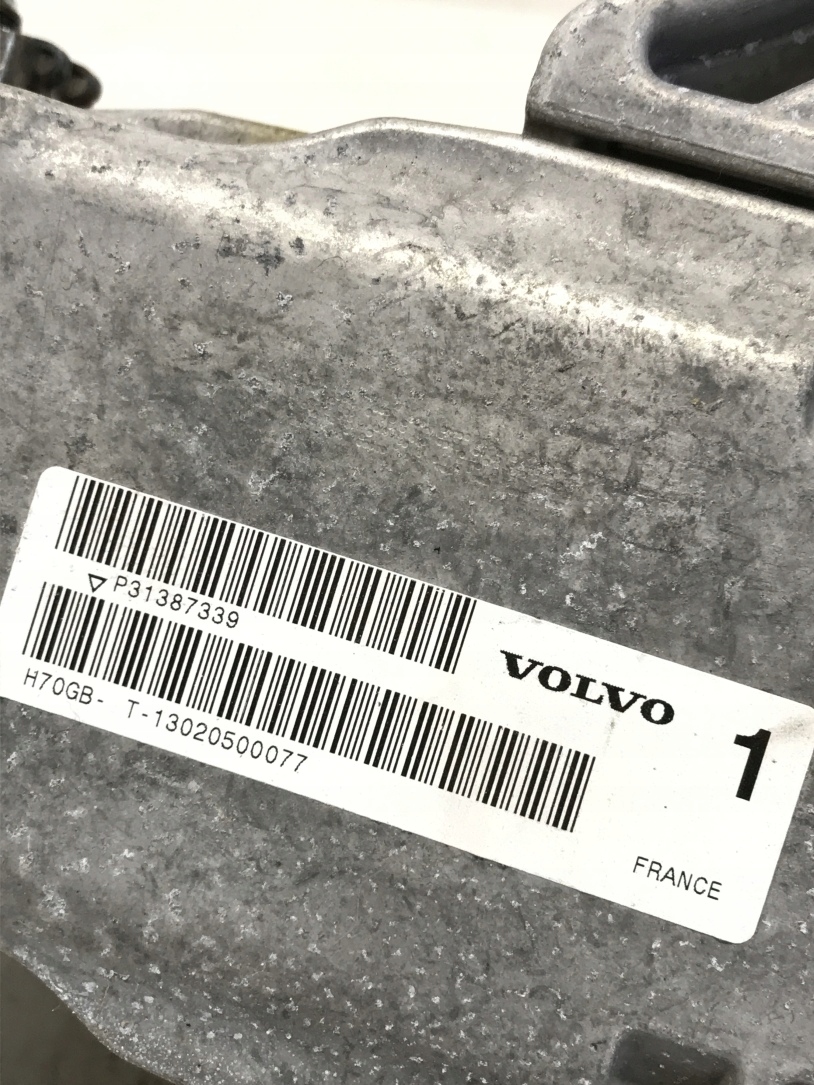 ▽ P31387339
H70GB- T-13020500077
VOLVO
1
FRANCE